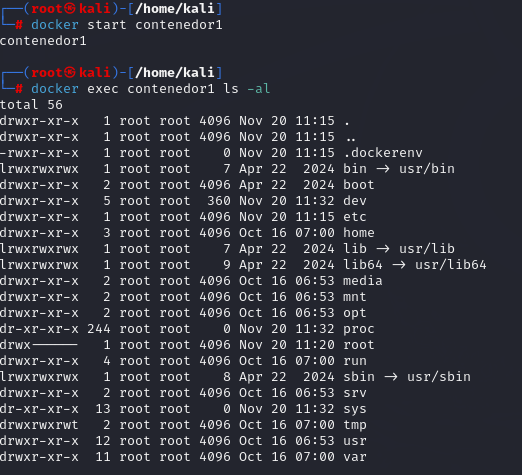 ┌──(root㉿kali)-[/home/kali]
└─# docker start contenedor1
contenedor1

┌──(root㉿kali)-[/home/kali]
└─# docker exec contenedor1 ls -al
total 56
drwxr-xr-x   1 root root 4096 Nov 20 11:15 .
drwxr-xr-x   1 root root 4096 Nov 20 11:15 ..
-rwxr-xr-x   1 root root    0 Nov 20 11:15 .dockerenv
lrwxrwxrwx   1 root root    7 Apr 22  2024 bin -> usr/bin
drwxr-xr-x   2 root root 4096 Apr 22  2024 boot
drwxr-xr-x   5 root root  360 Nov 20 11:32 dev
drwxr-xr-x   1 root root 4096 Nov 20 11:15 etc
drwxr-xr-x   3 root root 4096 Oct 16 07:00 home
lrwxrwxrwx   1 root root    7 Apr 22  2024 lib -> usr/lib
lrwxrwxrwx   1 root root    9 Apr 22  2024 lib64 -> usr/lib64
drwxr-xr-x   2 root root 4096 Oct 16 06:53 media
drwxr-xr-x   2 root root 4096 Oct 16 06:53 mnt
drwxr-xr-x   2 root root 4096 Oct 16 06:53 opt
dr-xr-xr-x 244 root root    0 Nov 20 11:32 proc
drwx------   1 root root 4096 Nov 20 11:20 root
drwxr-xr-x   4 root root 4096 Oct 16 07:00 run
lrwxrwxrwx   1 root root    8 Apr 22  2024 sbin -> usr/sbin
drwxr-xr-x   2 root root 4096 Oct 16 06:53 srv
dr-xr-xr-x  13 root root    0 Nov 20 11:32 sys
drwxrwxrwt   2 root root 4096 Oct 16 07:00 tmp
drwxr-xr-x  12 root root 4096 Oct 16 06:53 usr
drwxr-xr-x  11 root root 4096 Oct 16 07:00 var